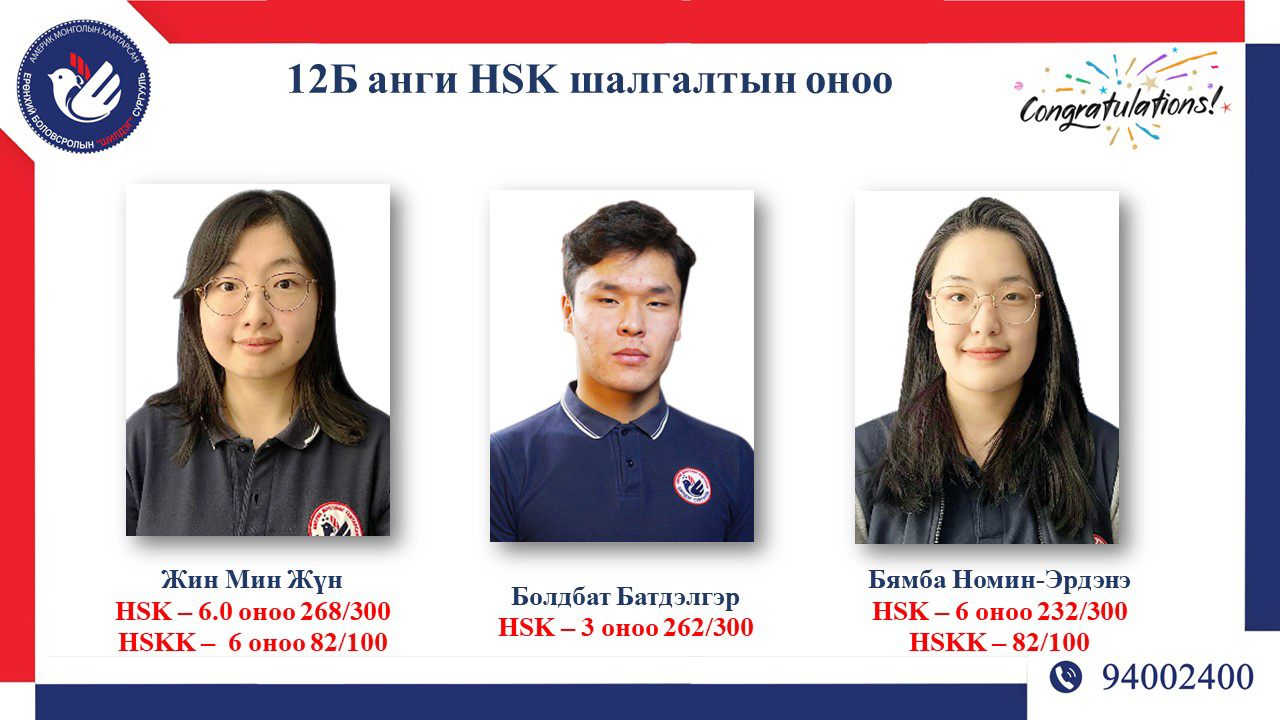 АМЕРИК МОНГОЛЫН ХАМТАРСАН
ЕРӨНХИЙ БОЛОВСРОЛЫН "ШИЛДЭГ" СУРГУУЛЬ
12Б анги HSK шалгалтын оноо
Congratulations!
Жин Мин Жүн
HSK – 6.0 оноо 268/300
HSKK – 6 оноо 82/100
Болдбат Батдэлгэр
HSK – 3 оноо 262/300
Бямба Номин-Эрдэнэ
HSK – 6 оноо 232/300
HSKK – 82/100
94002400